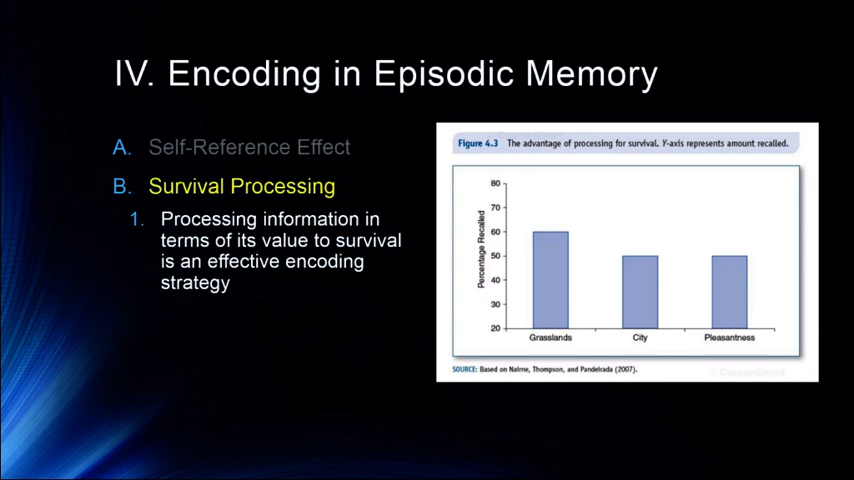 IV. Encoding in Episodic Memory
A. Self-Reference Effect
B. Survival Processing
1. Processing information in
terms of its value to survival
is an effective encoding
strategy
Figure 4.3 The advantage of processing for survival. Y-axis represents amount recalled.
Percentage Recalled
80
70
60
50
40
30
20
Grasslands City Pleasantness
SOURCE: Based on Nairne, Thompson, and Pandeirada (2007).